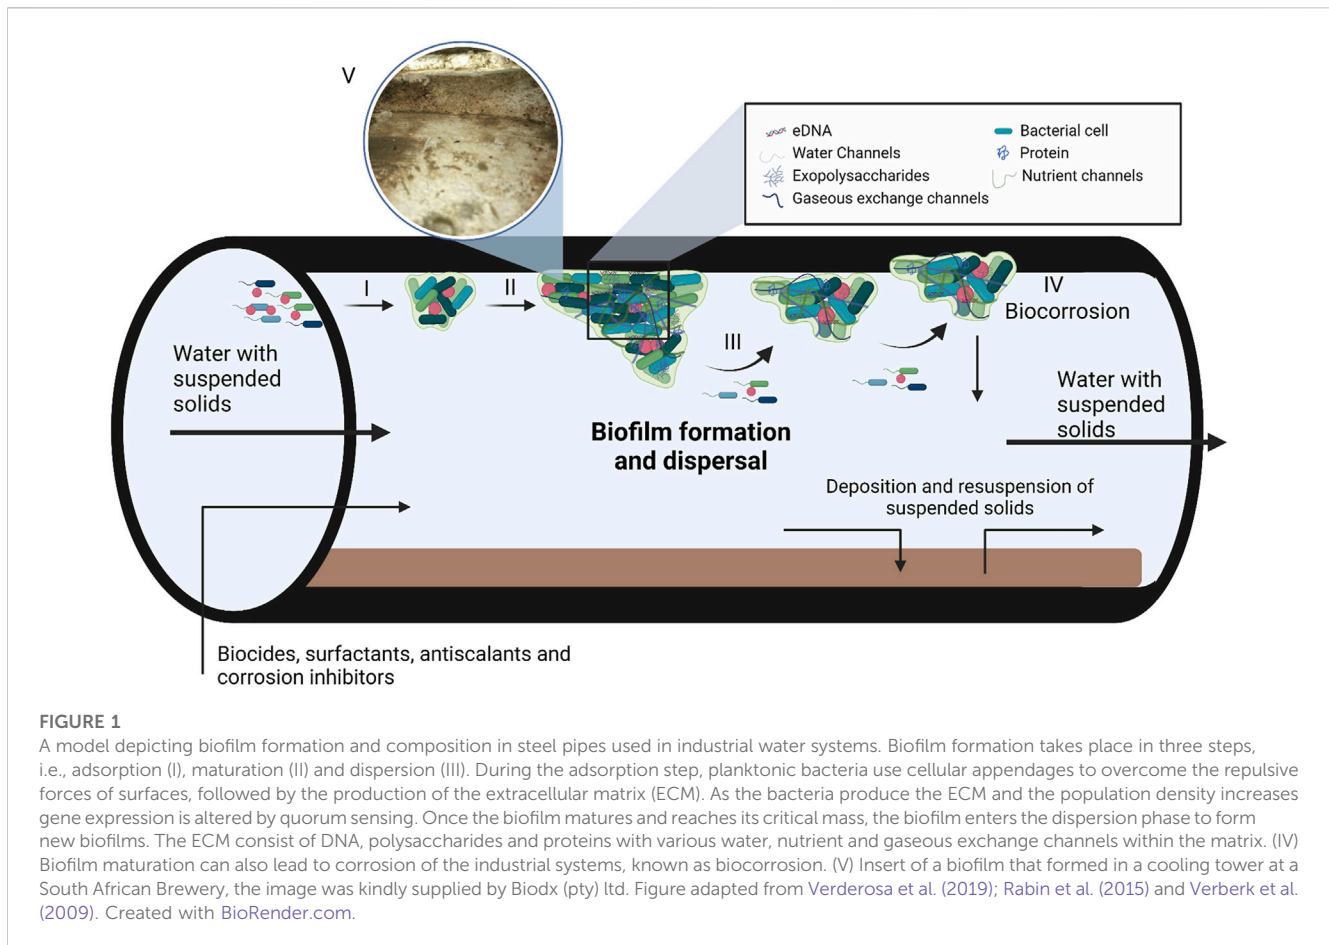 V
eDNA
Water Channels
Exopolysaccharides
Gaseous exchange channels
Bacterial cell
Protein
Nutrient channels
I
II
III
IV
Biocorrosion
Water with
suspended
solids
Biofilm formation
and dispersal
Water with
suspended
solids
Deposition and resuspension of
suspended solids
Biocides, surfactants, antiscalants and
corrosion inhibitors
FIGURE 1
A model depicting biofilm formation and composition in steel pipes used in industrial water systems. Biofilm formation takes place in three steps,
i.e., adsorption (I), maturation (II) and dispersion (III). During the adsorption step, planktonic bacteria use cellular appendages to overcome the repulsive
forces of surfaces, followed by the production of the extracellular matrix (ECM). As the bacteria produce the ECM and the population density increases
gene expression is altered by quorum sensing. Once the biofilm matures and reaches its critical mass, the biofilm enters the dispersion phase to form
new biofilms. The ECM consist of DNA, polysaccharides and proteins with various water, nutrient and gaseous exchange channels within the matrix. (IV)
Biofilm maturation can also lead to corrosion of the industrial systems, known as biocorrosion. (V) Insert of a biofilm that formed in a cooling tower at a
South African Brewery, the image was kindly supplied by Biodx (pty) ltd. Figure adapted from Verderosa et al. (2019); Rabin et al. (2015) and Verberk et al.
(2009). Created with BioRender.com.